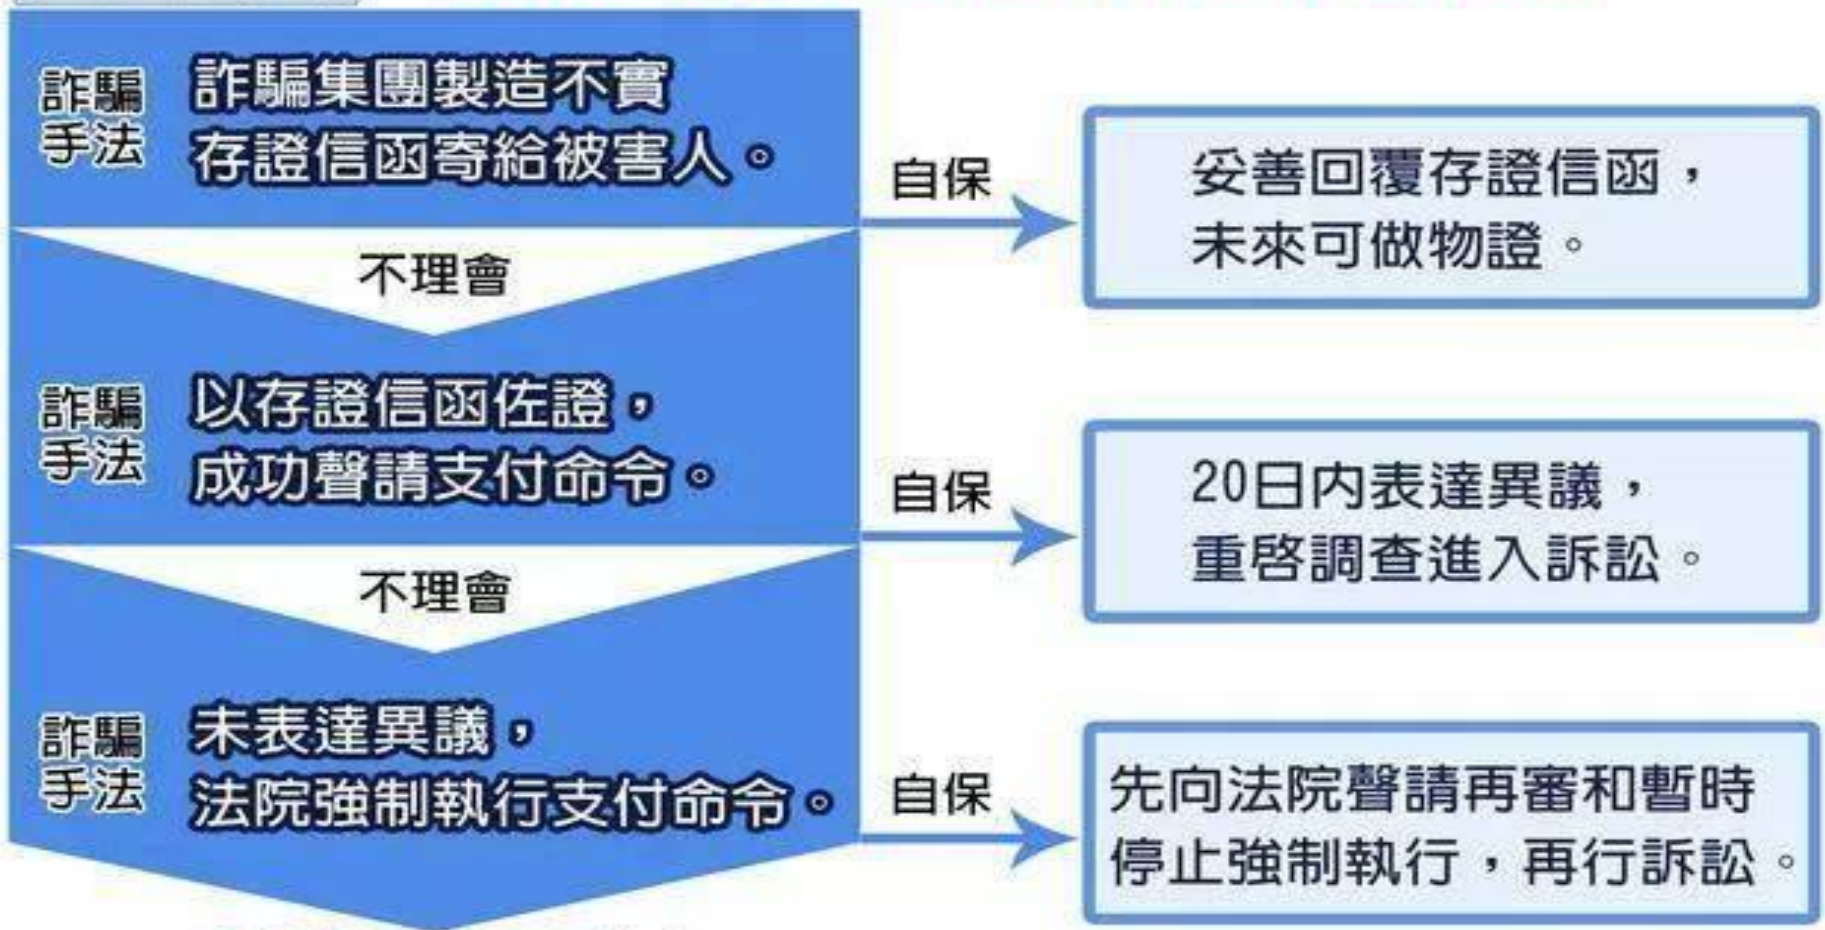 詐騙
手法
詐騙集團製造不實
存證信函寄給被害人。
自保
妥善回覆存證信函，
未來可做物證。
不理會
詐騙
手法
以存證信函佐證，
成功聲請支付命令。
自保
20日內表達異議，
重啓調查進入訴訟。
不理會
詐騙
手法
未表達異議，
法院強制執行支付命令。
自保
先向法院聲請再審和暫時
停止強制執行，再行訴訟。